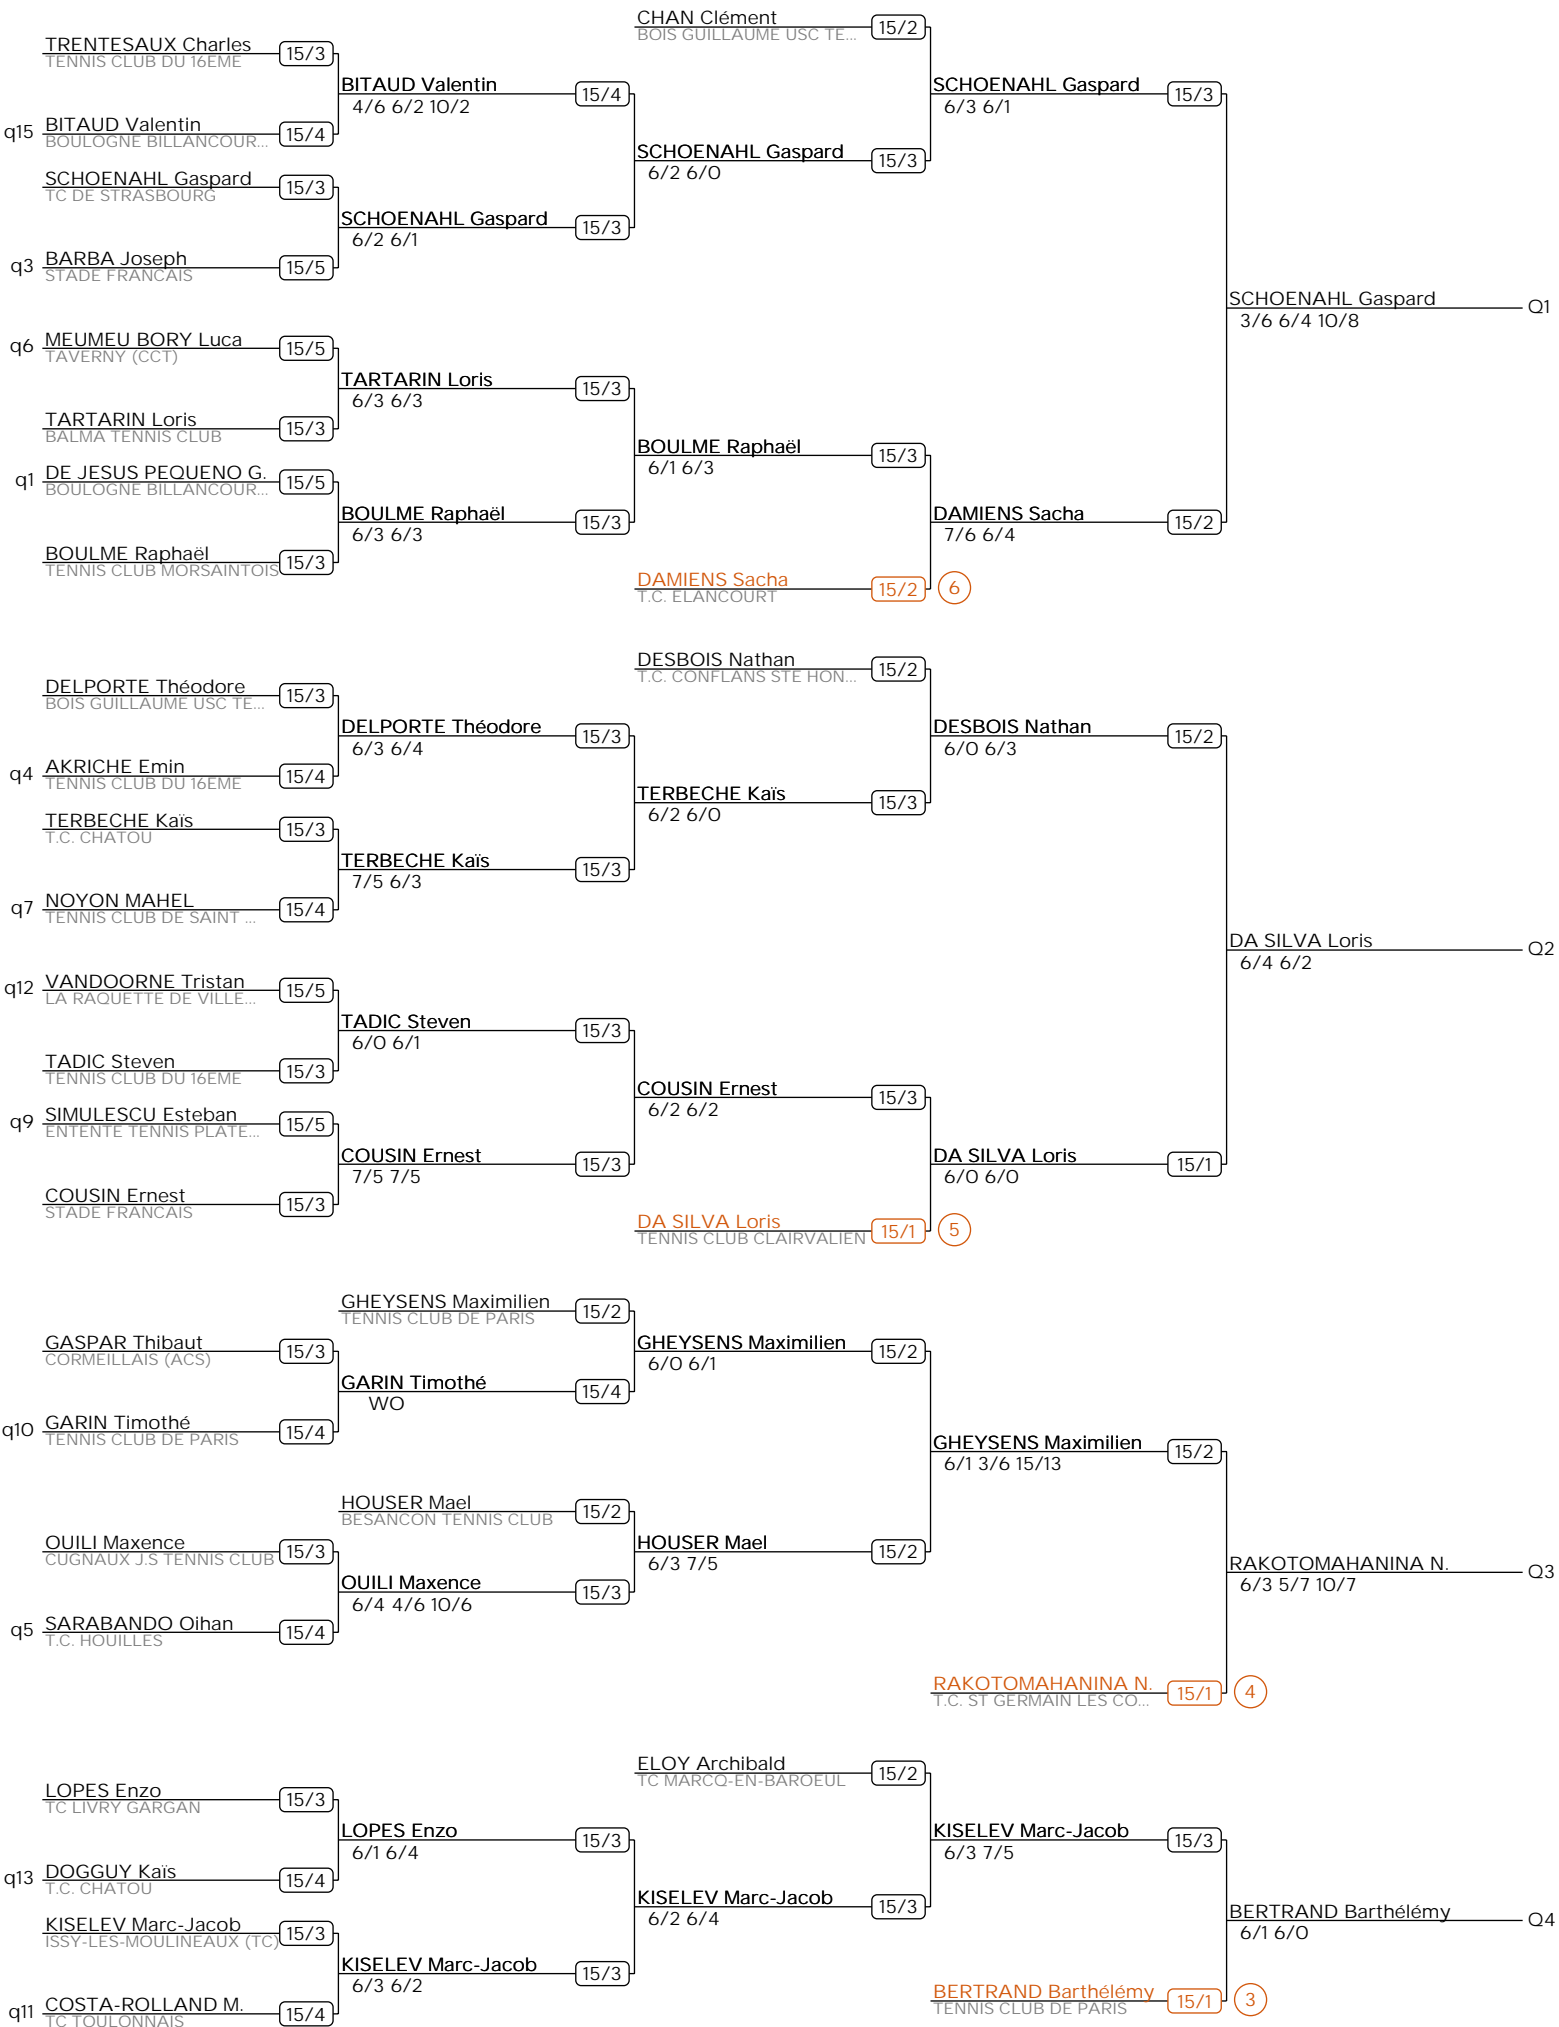 CHAN Clément
15/2
BOIS GUILLAUME USC TE...
TRENTESAUX Charles
15/3
TENNIS CLUB DU 16EME
BITAUD Valentin
15/4
4/6 6/2 10/2
SCHOENAHL Gaspard
15/3
6/3 6/1
q15 BITAUD Valentin
15/4
BOULOGNE BILLANCOUR...
SCHOENAHL Gaspard
15/3
6/2 6/0
SCHOENAHL Gaspard
15/3
TC DE STRASBOURG
SCHOENAHL Gaspard
15/3
6/2 6/1
q3 BARBA Joseph
15/5
STADE FRANCAIS
SCHOENAHL Gaspard
Q1
3/6 6/4 10/8
q6 MEUMEU BORY Luca
15/5
TAVERNY (CCT)
TARTARIN Loris
15/3
6/3 6/3
TARTARIN Loris
15/3
BALMA TENNIS CLUB
BOULME Raphaël
15/3
6/1 6/3
q1 DE JESUS PEQUENO G.
15/5
BOULOGNE BILLANCOUR...
BOULME Raphaël
15/3
6/3 6/3
DAMIENS Sacha
15/2
7/6 6/4
BOULME Raphaël
15/3
TENNIS CLUB MORSAINTOIS
DAMIENS Sacha
15/2
6
T.C. ELANCOURT
DESBOIS Nathan
15/2
T.C. CONFLANS STE HON...
DELPORTE Théodore
15/3
BOIS GUILLAUME USC TE...
DELPORTE Théodore
15/3
6/3 6/4
DESBOIS Nathan
15/2
6/0 6/3
q4 AKRICHE Emin
15/4
TENNIS CLUB DU 16EME
TERBECHE Kaïs
15/3
6/2 6/0
TERBECHE Kaïs
15/3
T.C. CHATOU
TERBECHE Kaïs
15/3
7/5 6/3
q7 NOYON MAHEL
15/4
TENNIS CLUB DE SAINT ...
DA SILVA Loris
Q2
6/4 6/2
q12 VANDOORNE Tristan
15/5
LA RAQUETTE DE VILLE...
TADIC Steven
15/3
6/0 6/1
TADIC Steven
15/3
TENNIS CLUB DU 16EME
COUSIN Ernest
15/3
6/2 6/2
q9 SIMULESCU Esteban
15/5
ENTENTE TENNIS PLATE...
COUSIN Ernest
15/3
7/5 7/5
DA SILVA Loris
15/1
6/0 6/0
COUSIN Ernest
15/3
STADE FRANCAIS
DA SILVA Loris
15/1
5
TENNIS CLUB CLAIRVALIEN
GHEYSENS Maximilien
15/2
TENNIS CLUB DE PARIS
GASPAR Thibaut
15/3
CORMEILLAIS (ACS)
GHEYSENS Maximilien
15/2
6/0 6/1
GARIN Timothé
15/4
WO
q10 GARIN Timothé
15/4
TENNIS CLUB DE PARIS
GHEYSENS Maximilien
15/2
6/1 3/6 15/13
HOUSER Mael
15/2
BESANCON TENNIS CLUB
OUILI Maxence
15/3
CUGNAUX J.S TENNIS CLUB
HOUSER Mael
15/2
6/3 7/5
OUILI Maxence
15/3
6/4 4/6 10/6
RAKOTOMAHANINA N.
Q3
6/3 5/7 10/7
q5 SARABANDO Oihan
15/4
T.C. HOUILLES
RAKOTOMAHANINA N.
15/1
4
T.C. ST GERMAIN LES CO...
ELOY Archibald
15/2
TC MARCQ-EN-BAROEUL
LOPES Enzo
15/3
TC LIVRY GARGAN
LOPES Enzo
15/3
6/1 6/4
KISELEV Marc-Jacob
15/3
6/3 7/5
q13 DOGGUY Kaïs
15/4
T.C. CHATOU
KISELEV Marc-Jacob
15/3
6/2 6/4
KISELEV Marc-Jacob
15/3
ISSY-LES-MOULINEAUX (TC)
BERTRAND Barthélémy
Q4
6/1 6/0
KISELEV Marc-Jacob
15/3
6/3 6/2
q11 COSTA-ROLLAND M.
15/4
TC TOULONNAIS
BERTRAND Barthélémy
15/1
3
TENNIS CLUB DE PARIS